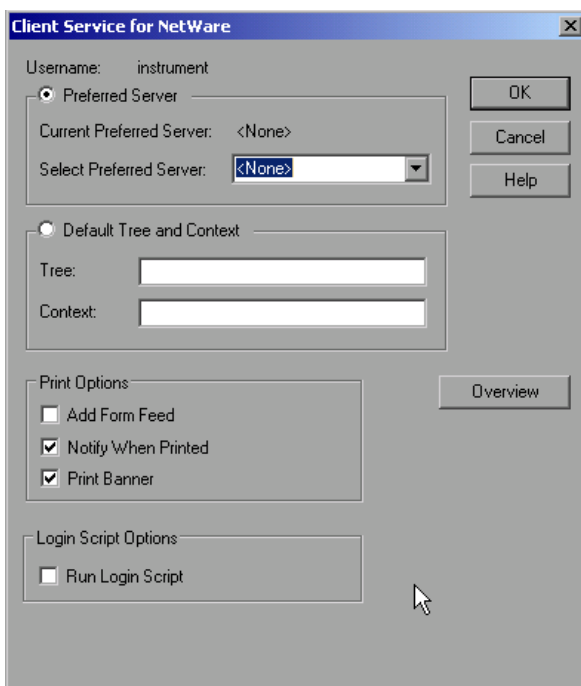 Client Service for NetWare
Username: instrument
Preferred Server
OK
Current Preferred Server: <None>
Cancel
Select Preferred Server: <None>
Help
Default Tree and Context
Tree:
Context:
Print Options
Overview
Add Form Feed
Notify When Printed
Print Banner
Login Script Options
Run Login Script